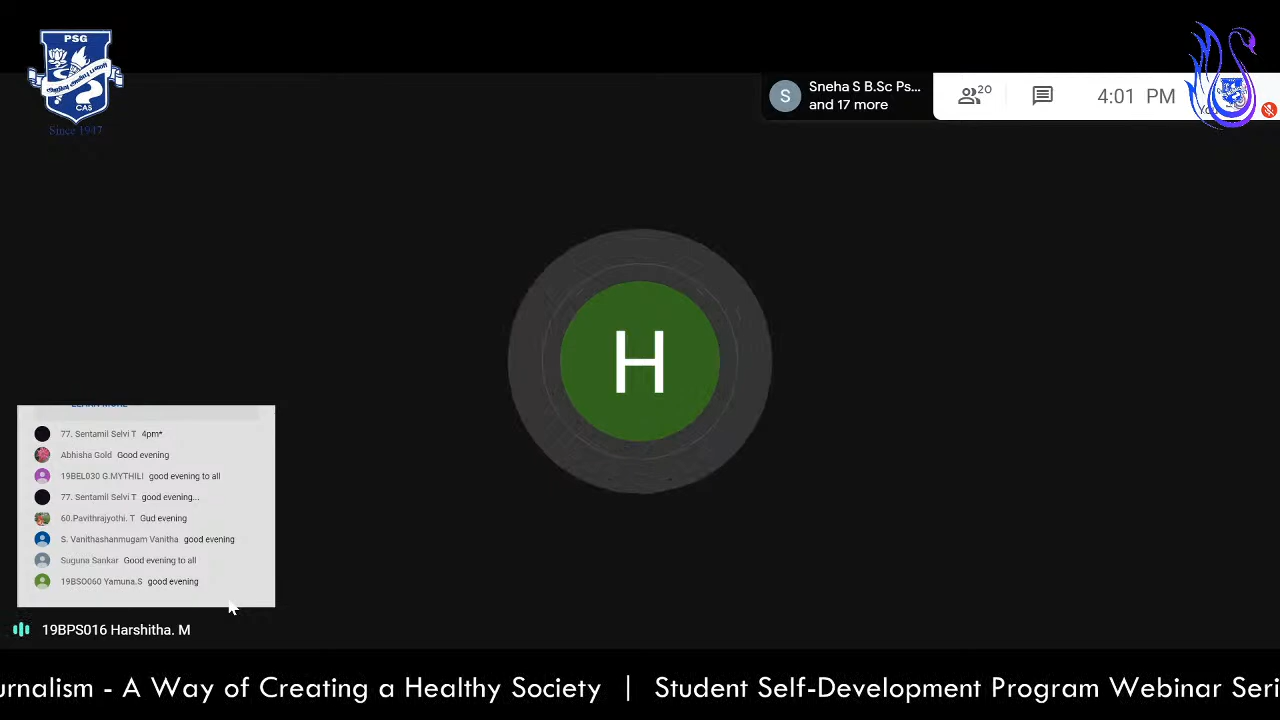 PSG
CAS
Since 1947
Sneha S B.Sc Ps...
and 17 more
20
4:01 PM
H
LEARN MORE
77. Sentamil Selvi T 4pm*
Abhisha Gold Good evening
19BEL030 G.MYTHILI good evening to all
77. Sentamil Selvi T good evening...
60.Pavithrajyothi. T Gud evening
S. Vanithashanmugam Vanitha good evening
Suguna Sankar Good evening to all
19BSO060 Yamuna.S good evening
19BPS016 Harshitha. M
urnalism - A Way of Creating a Healthy Society | Student Self-Development Program Webinar Seri